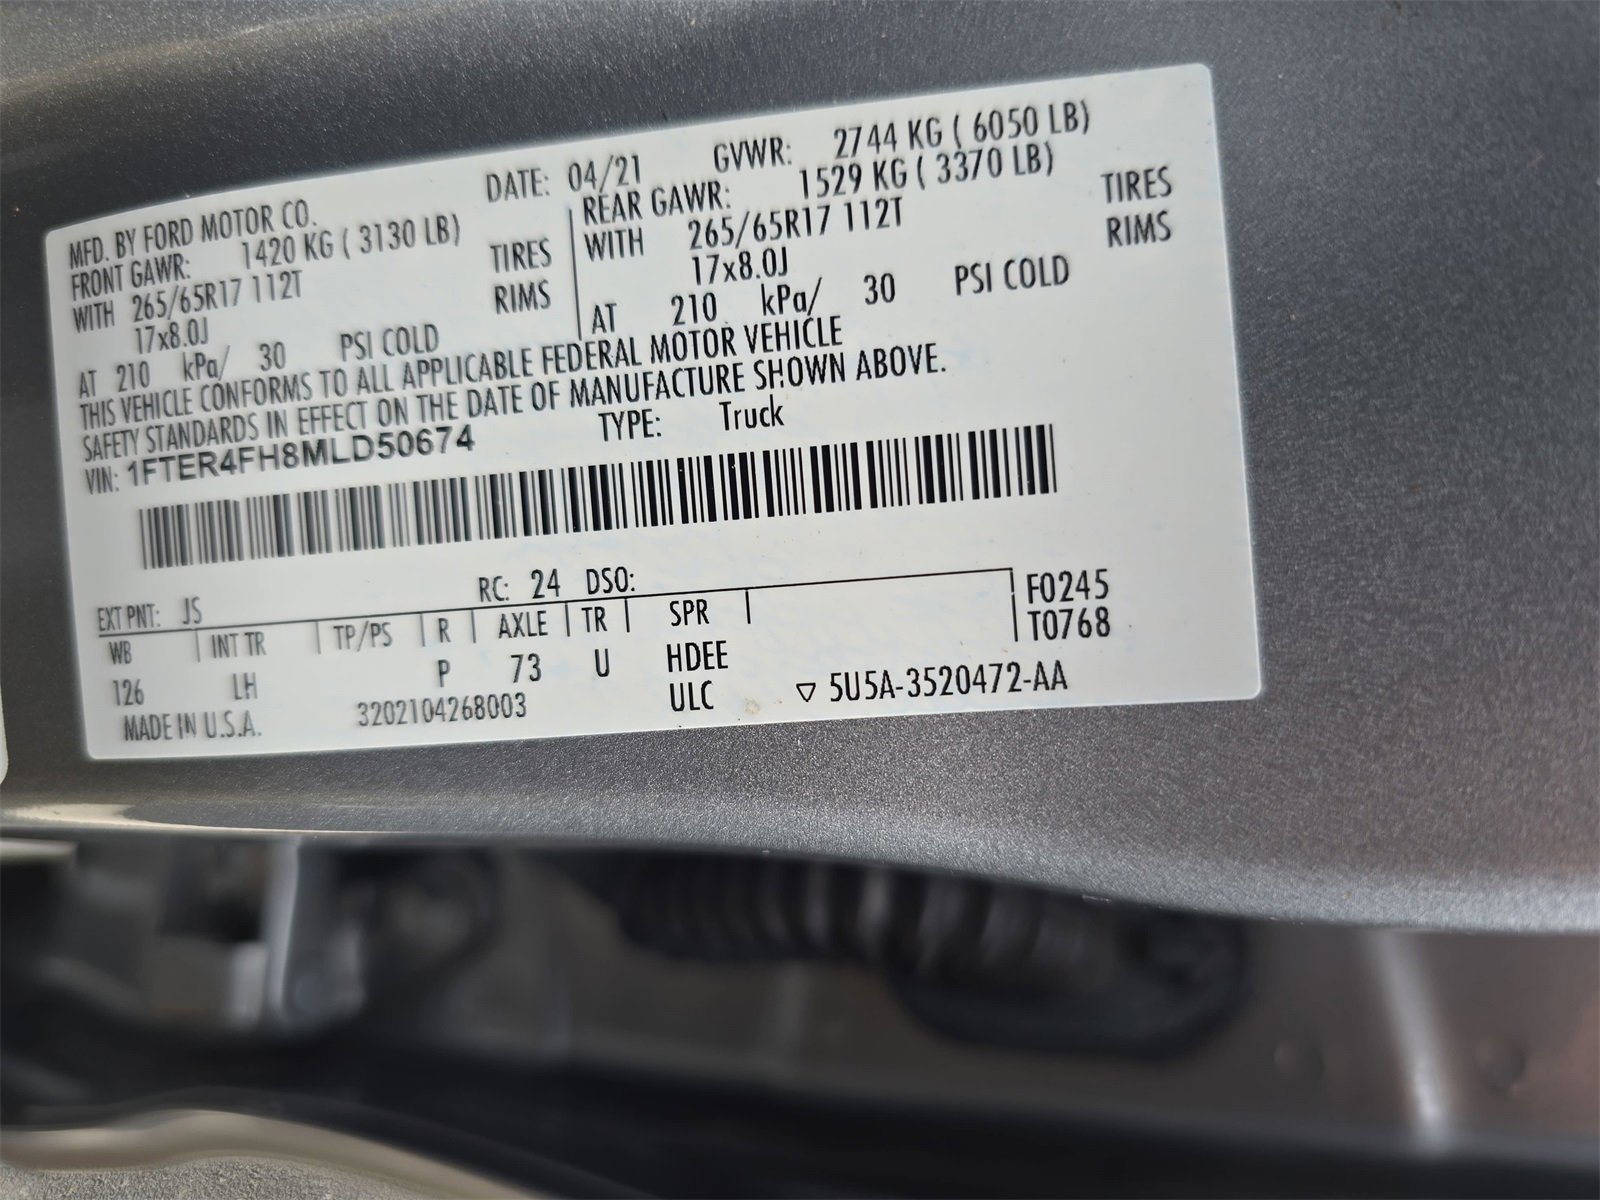 MFD. BY FORD MOTOR CO. DATE: 04/21 GVWR: 2744 KG ( 6050 LB)
FRONT GAWR: 1420 KG ( 3130 LB)
WITH 265/65R17 112T TIRES
17x8.0J RIMS
AT 210 kPa/ 30 PSI COLD
REAR GAWR: 1529 KG ( 3370 LB)
WITH 265/65R17 112T TIRES
17x8.0J RIMS
AT 210 kPa/ 30 PSI COLD
THIS VEHICLE CONFORMS TO ALL APPLICABLE FEDERAL MOTOR VEHICLE
SAFETY STANDARDS IN EFFECT ON THE DATE OF MANUFACTURE SHOWN ABOVE.
VIN: 1FTER4FH8MLD50674 TYPE: Truck
EXT PNT: JS RC: 24 DSO: F0245
WB INT TR TP/PS R AXLE TR SPR T0768
126 LH P 73 U HDEE
ULC ▽ 5U5A-3520472-AA
MADE IN U.S.A. 3202104268003